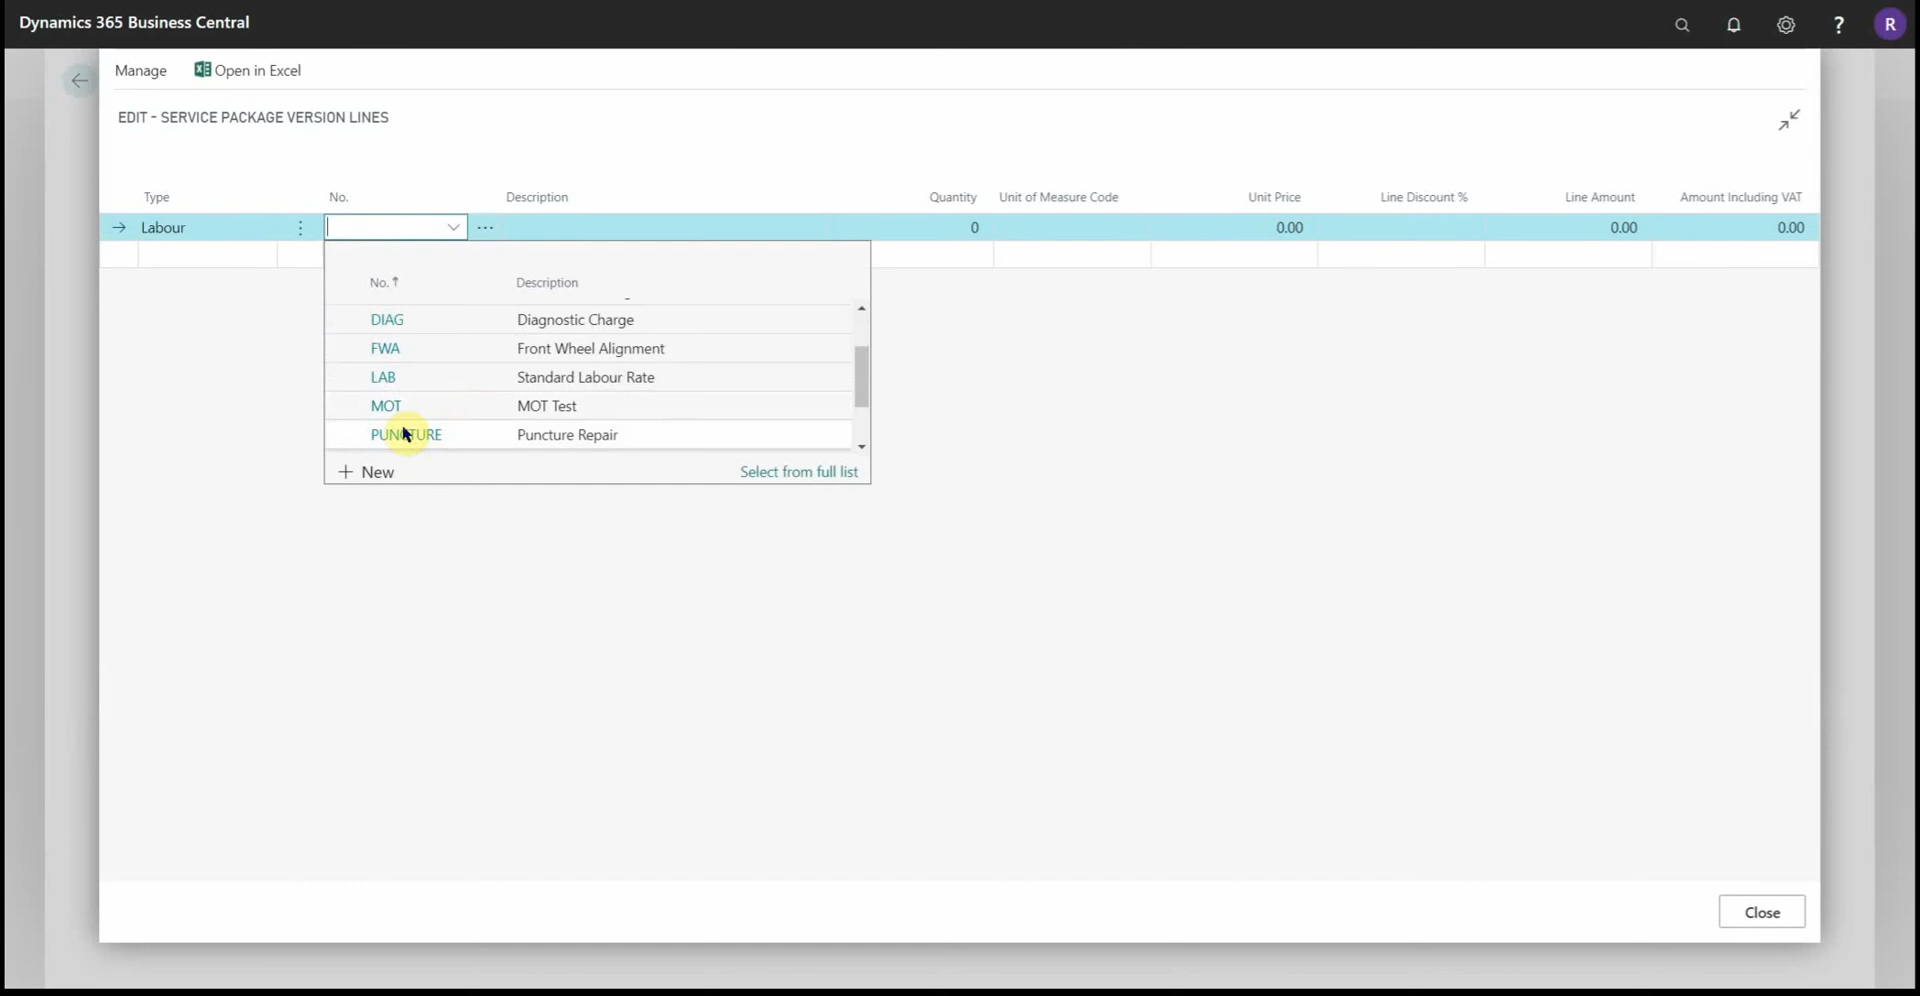 Dynamics 365 Business Central
? R
Manage Open in Excel
EDIT - SERVICE PACKAGE VERSION LINES
Type No. Description Quantity Unit of Measure Code Unit Price Line Discount % Line Amount Amount Including VAT
Labour 0 0.00 0.00 0.00
No. Description
DIAG Diagnostic Charge
FWA Front Wheel Alignment
LAB Standard Labour Rate
MOT MOT Test
PUNCTURE Puncture Repair
+ New Select from full list
Close